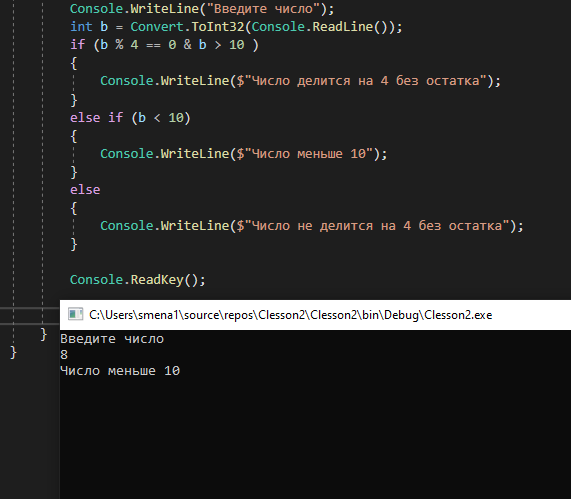 Console.WriteLine("Введите число");
int b = Convert.ToInt32(Console.ReadLine());
if (b % 4 == 0 & b > 10 )
{
Console.WriteLine($"Число делится на 4 без остатка");
}
else if (b < 10)
{
Console.WriteLine($"Число меньше 10");
}
else
{
Console.WriteLine($"Число не делится на 4 без остатка");
}
Console.ReadKey();
}
}
C:\Users\smena1\source\repos\Clesson2\Clesson2\bin\Debug\Clesson2.exe
Введите число
8
Число меньше 10